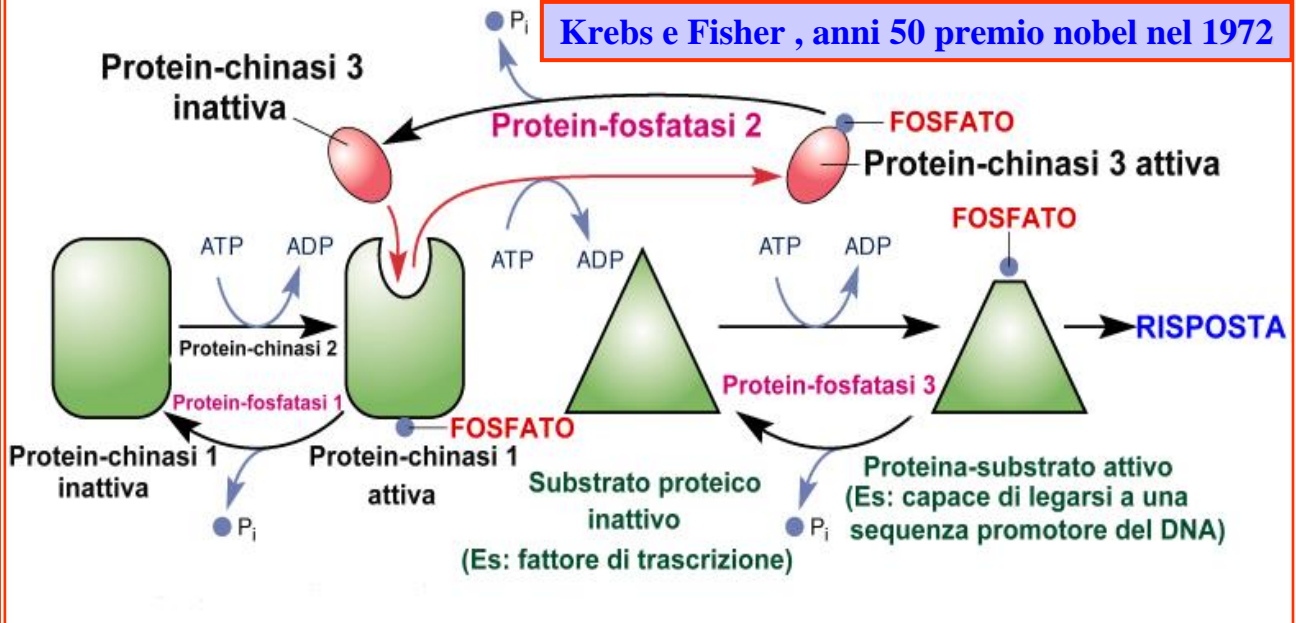 Krebs e Fisher , anni 50 premio nobel nel 1972
Pi
Protein-chinasi 3
inattiva
Protein-fosfatasi 2
FOSFATO
Protein-chinasi 3 attiva
FOSFATO
ATP
ADP
ATP
ADP
ATP
ADP
Protein-chinasi 2
RISPOSTA
Protein-fosfatasi 1
Protein-fosfatasi 3
FOSFATO
Protein-chinasi 1
inattiva
Protein-chinasi 1
attiva
Pi
Substrato proteico
inattivo
(Es: fattore di trascrizione)
Pi
Proteina-substrato attivo
(Es: capace di legarsi a una
sequenza promotore del DNA)